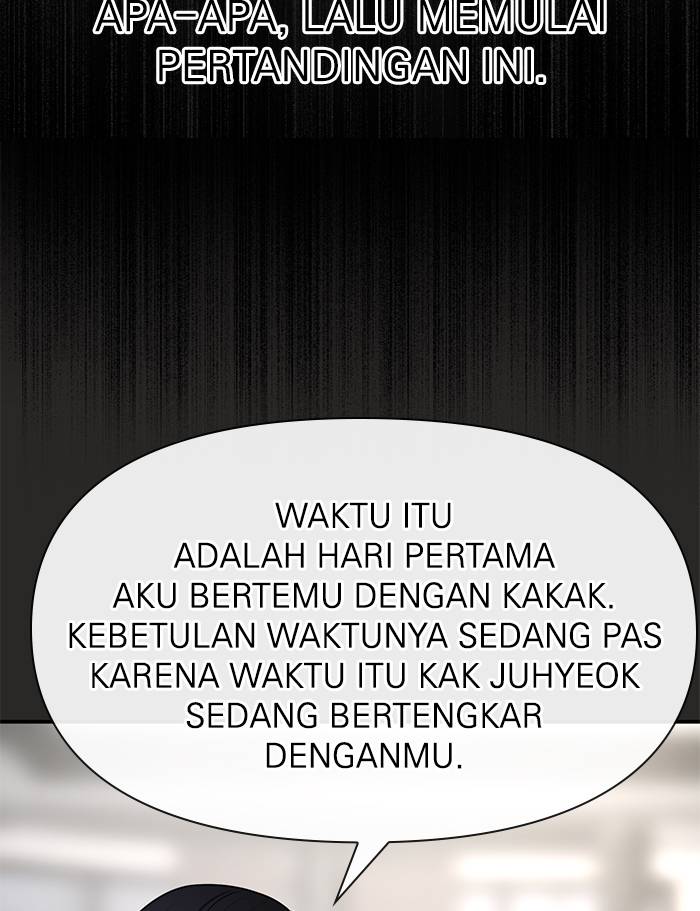 APA-APA, LALU MEMULAI
PERTANDINGAN INI.
WAKTU ITU
ADALAH HARI PERTAMA
AKU BERTEMU DENGAN KAKAK.
KEBETULAN WAKTUNYA SEDANG PAS
KARENA WAKTU ITU KAK JUHYEOK
SEDANG BERTENGKAR
DENGANMU.